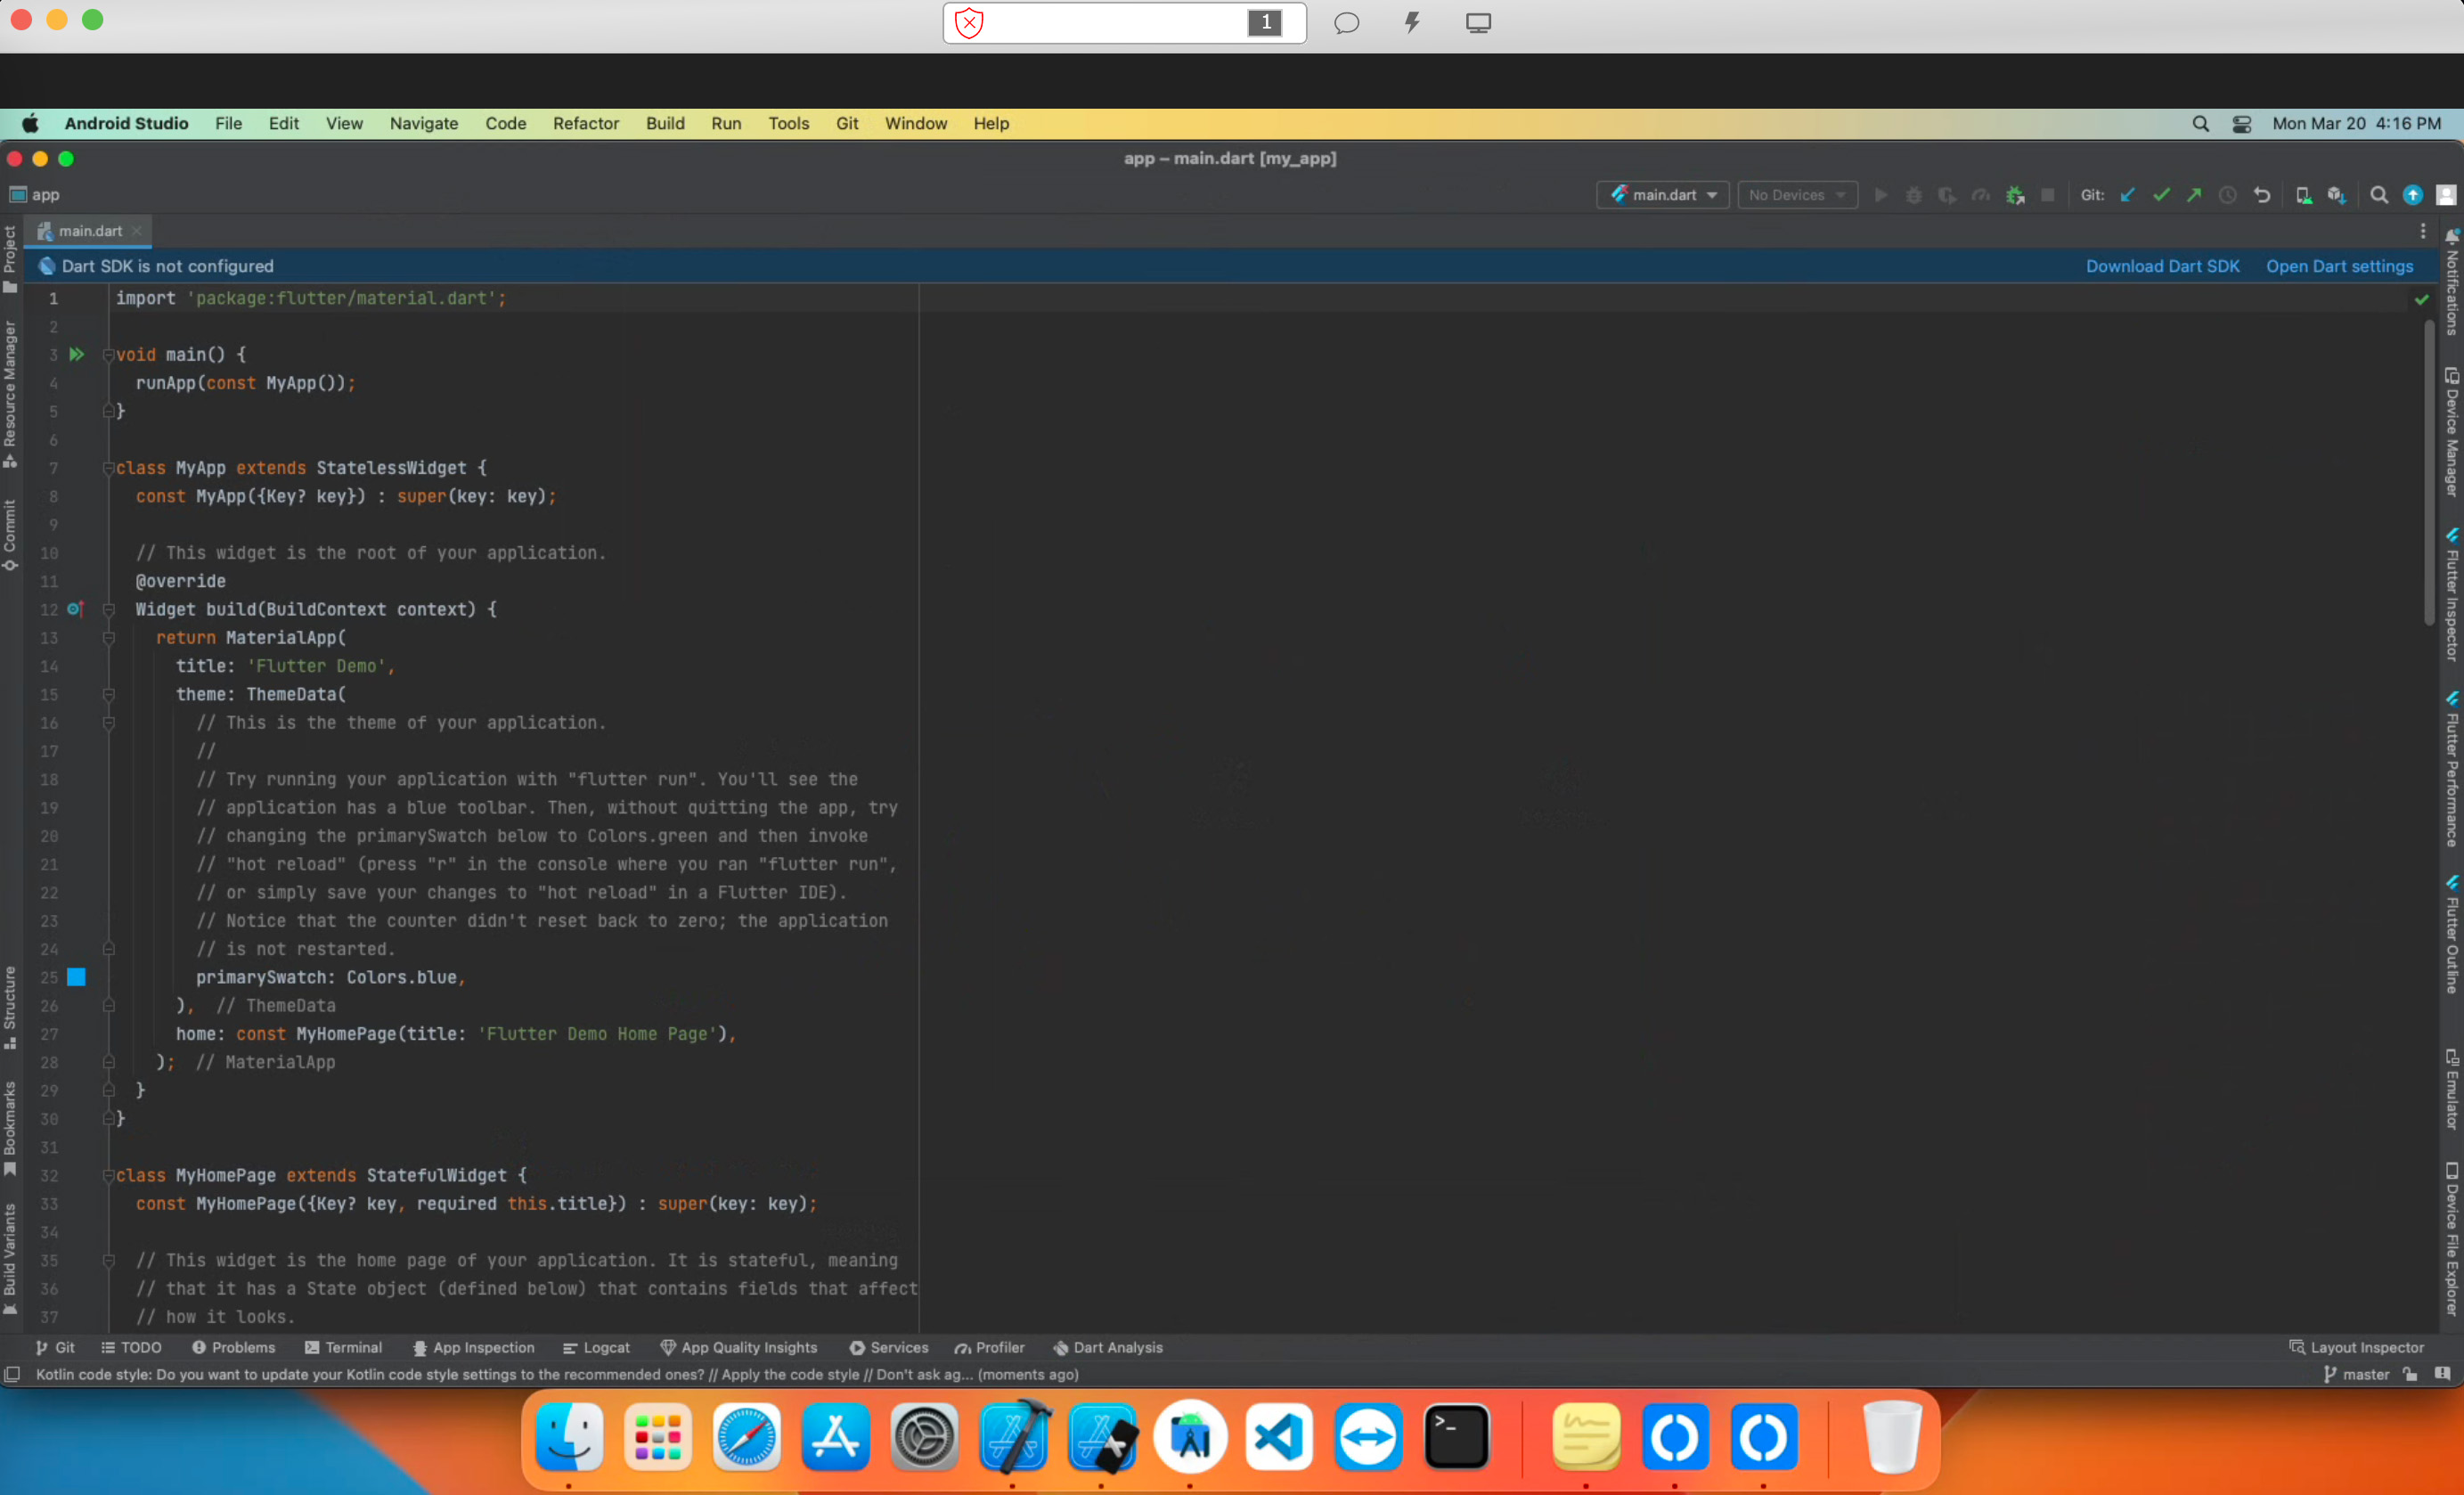 1
Android Studio File Edit View Navigate Code Refactor Build Run Tools Git Window Help Mon Mar 20 4:16 PM
app – main.dart [my_app]
app main.dart No Devices Git:
main.dart
Dart SDK is not configured Download Dart SDK Open Dart settings
1 import 'package:flutter/material.dart';
2
3 void main() {
4 runApp(const MyApp());
5 }
6
7 class MyApp extends StatelessWidget {
8 const MyApp({Key? key}) : super(key: key);
9
10 // This widget is the root of your application.
11 @override
12 Widget build(BuildContext context) {
13 return MaterialApp(
14 title: 'Flutter Demo',
15 theme: ThemeData(
16 // This is the theme of your application.
17 //
18 // Try running your application with "flutter run". You'll see the
19 // application has a blue toolbar. Then, without quitting the app, try
20 // changing the primarySwatch below to Colors.green and then invoke
21 // "hot reload" (press "r" in the console where you ran "flutter run",
22 // or simply save your changes to "hot reload" in a Flutter IDE).
23 // Notice that the counter didn't reset back to zero; the application
24 // is not restarted.
25 primarySwatch: Colors.blue,
26 ), // ThemeData
27 home: const MyHomePage(title: 'Flutter Demo Home Page'),
28 ); // MaterialApp
29 }
30 }
31
32 class MyHomePage extends StatefulWidget {
33 const MyHomePage({Key? key, required this.title}) : super(key: key);
34
35 // This widget is the home page of your application. It is stateful, meaning
36 // that it has a State object (defined below) that contains fields that affect
37 // how it looks.
Project
Resource Manager
Commit
Structure
Bookmarks
Build Variants
Notifications
Device Manager
Flutter Inspector
Flutter Performance
Flutter Outline
Emulator
Device File Explorer
Git TODO Problems Terminal App Inspection Logcat App Quality Insights Services Profiler Dart Analysis Layout Inspector
Kotlin code style: Do you want to update your Kotlin code style settings to the recommended ones? // Apply the code style // Don't ask ag... (moments ago) master